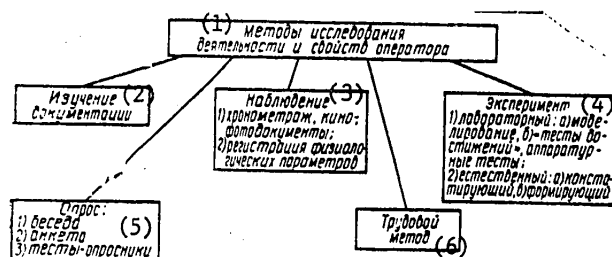 (1)
Методы исследования
деятельности и свойств оператора
Изучение (2)
документации
Наблюдение (3)
1) хронометраж, кино-,
фотодокументы;
2) регистрация физиоло-
гических параметров
Эксперимент (4)
1) лабораторный: а) моде-
лирование, б) «тесты до-
стижений», аппаратур-
ные тесты;
2) естественный: а) конста-
тирующий, б) формирующий
Опрос:
1) беседа (5)
2) анкета
3) тесты-опросники
Трудовой
метод
(6)